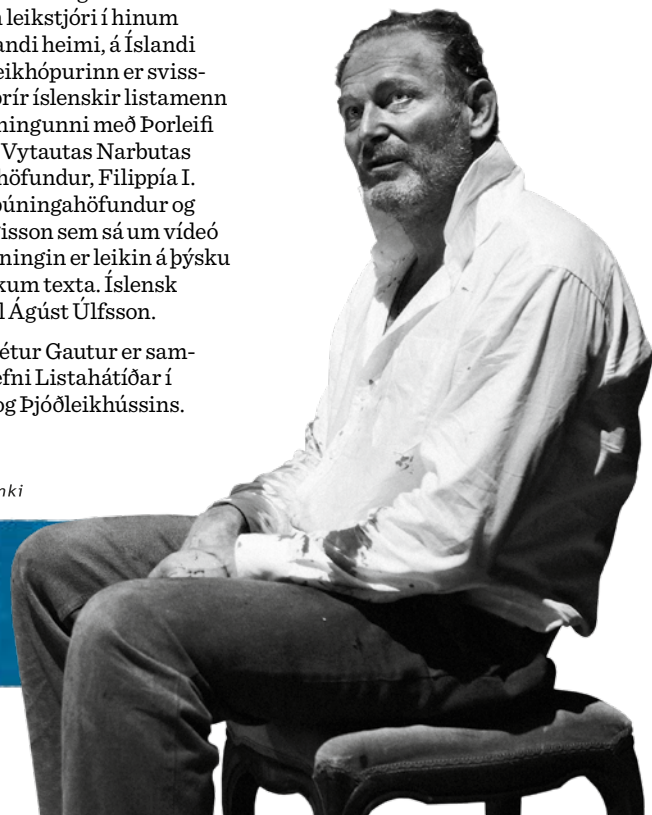 leikstjóri í hinum
andi heimi, á Íslandi
eikhópurinn er sviss-
þrír íslenskir listamenn
ningunni með Þorleifi
Vytautas Narbutas
höfundur, Filippía I.
búningahöfundur og
isson sem sá um vídeó
ningin er leikin á þýsku
kum texta. Íslensk
l Ágúst Úlfsson.
étur Gautur er sam-
efni Listahátíðar í
og Þjóðleikhússins.
nki